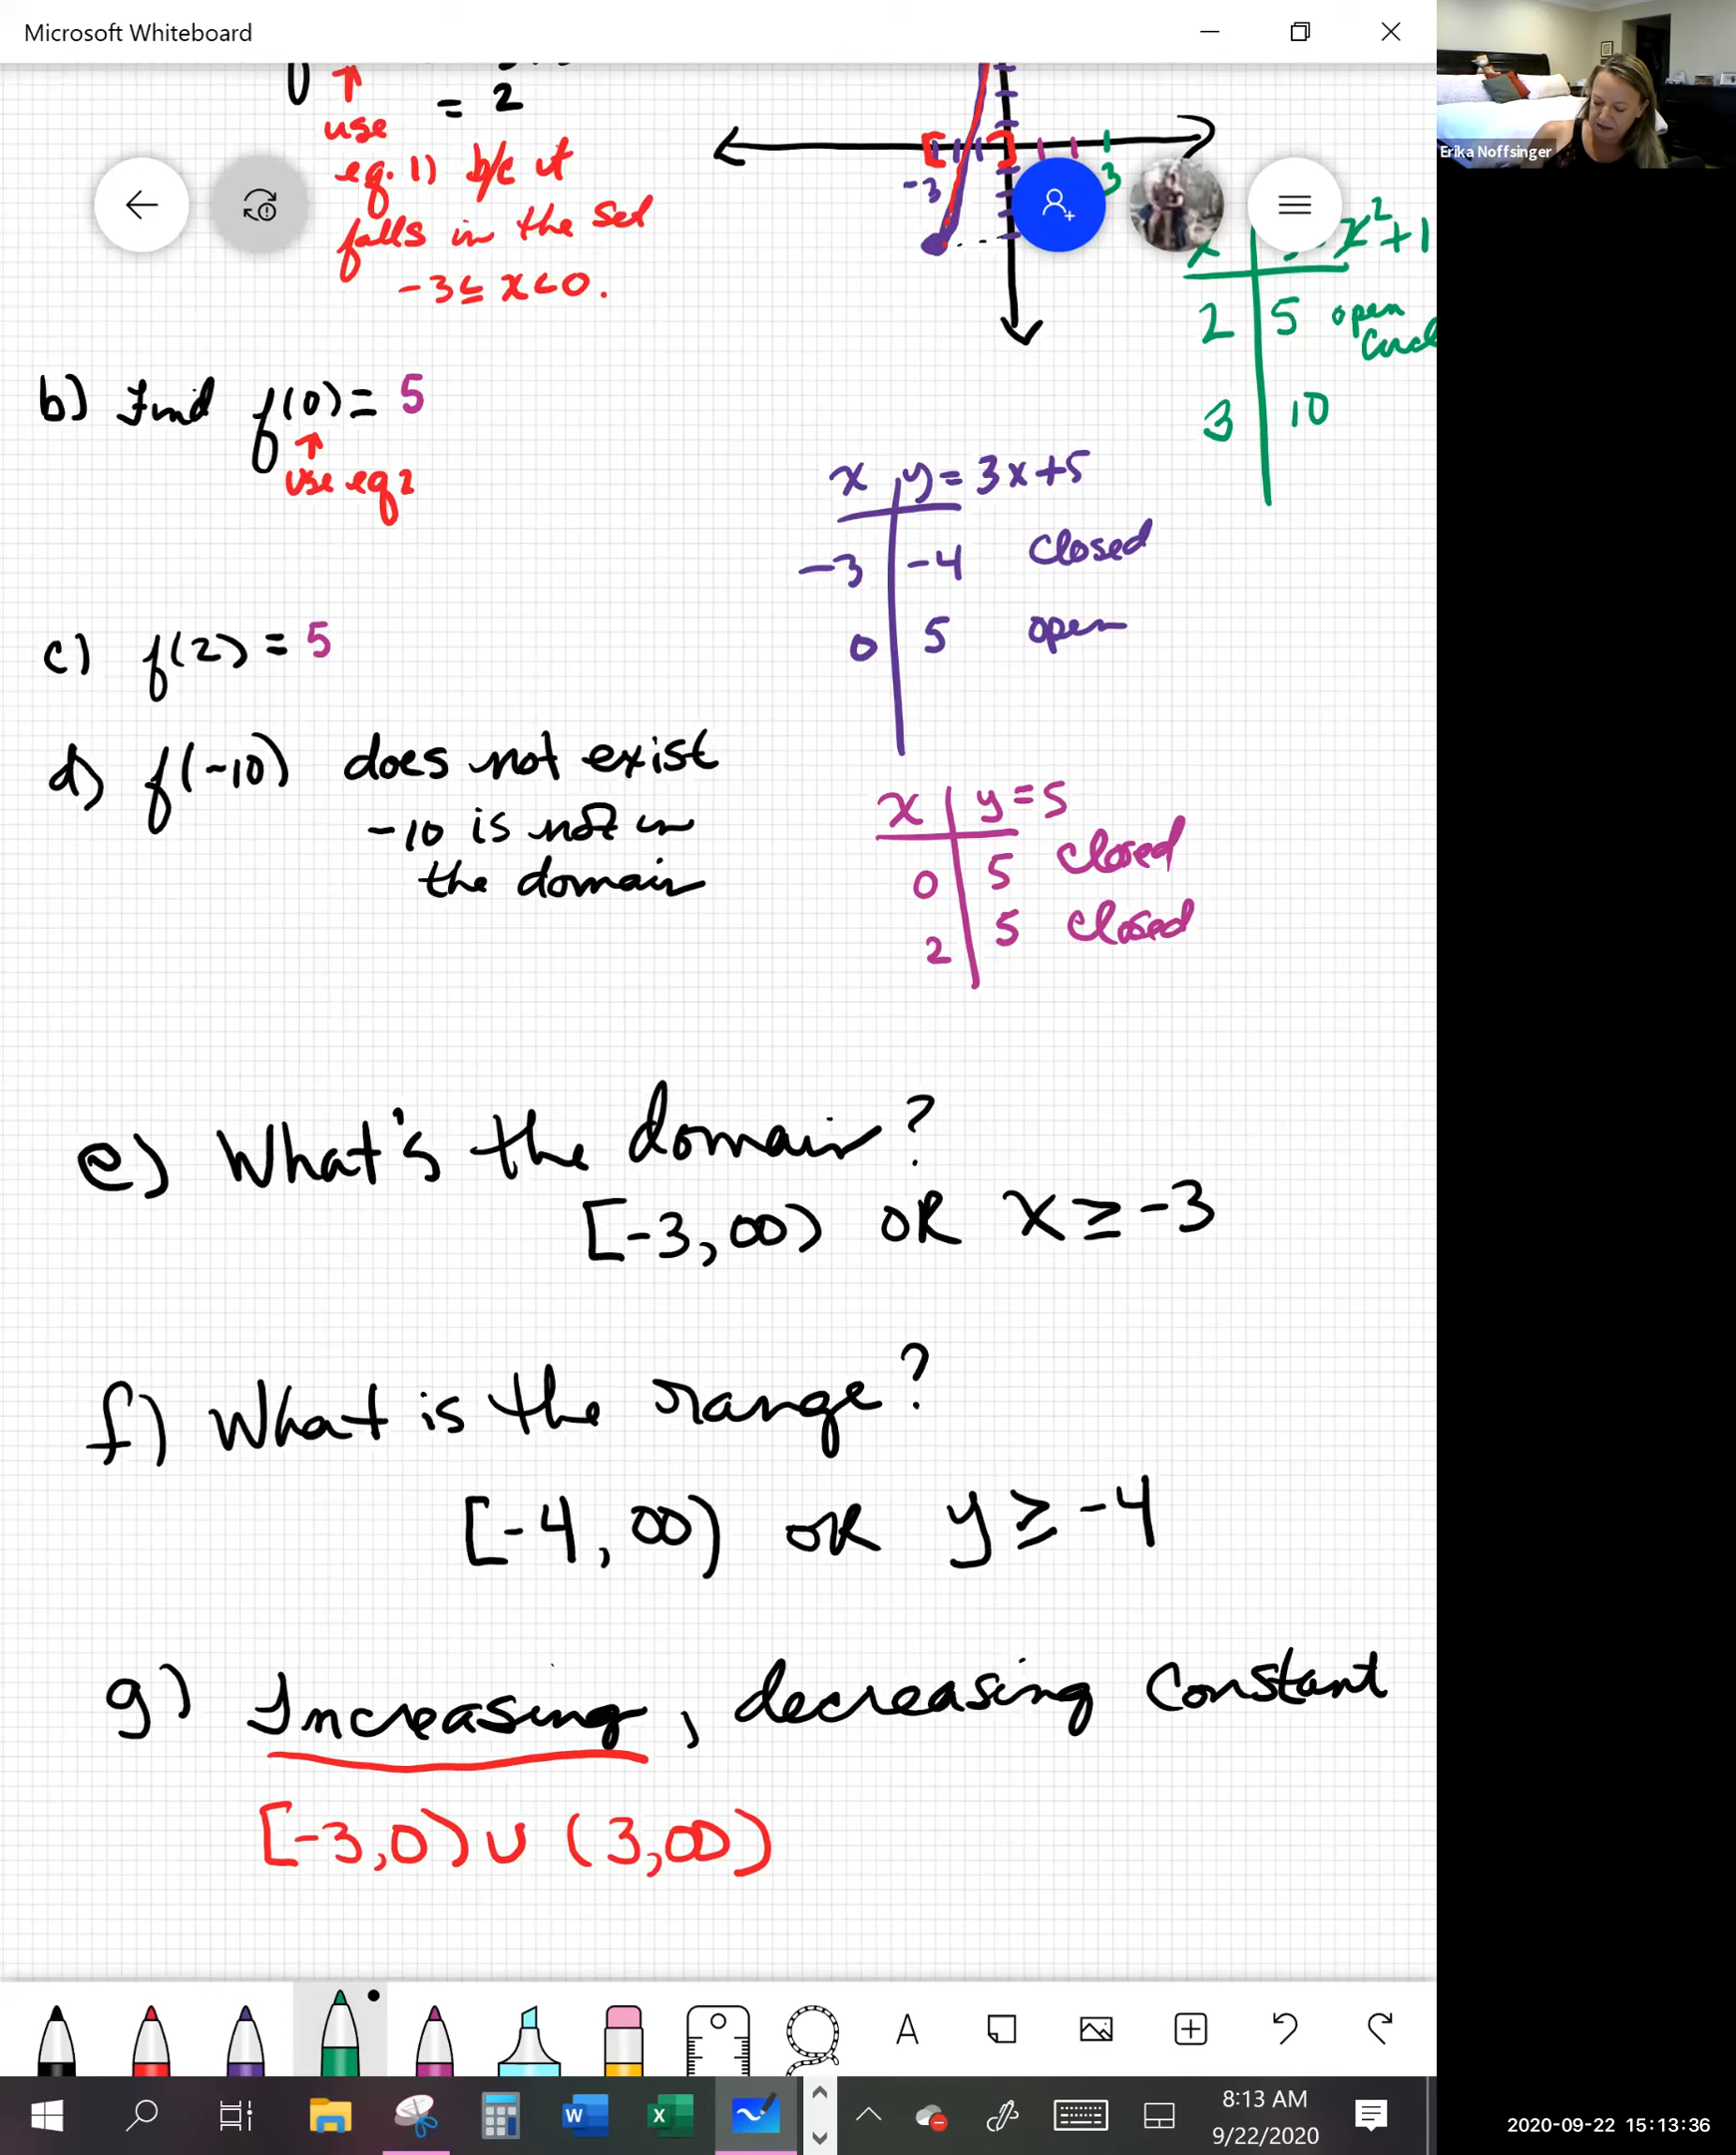 Microsoft Whiteboard
= 2
use
eq. 1) b/c it
falls in the set
-3 ≤ x < 0.
-3
3
Erika Noffsinger
x
x²+1
2 5 open
3 10
b) Find f(0) = 5
use eq 2
x y = 3x+5
-3 -4 closed
0 5 open
c) f(2) = 5
d) f(-10) does not exist
-10 is not in
the domain
x y = 5
0 5 closed
2 5 closed
e) What's the domain?
[-3, ∞) OR x ≥ -3
f) What is the range?
[-4, ∞) OR y ≥ -4
g) Increasing, decreasing constant
[-3,0) ∪ (3,∞)
A
W
X
8:13 AM
9/22/2020
2020-09-22 15:13:36